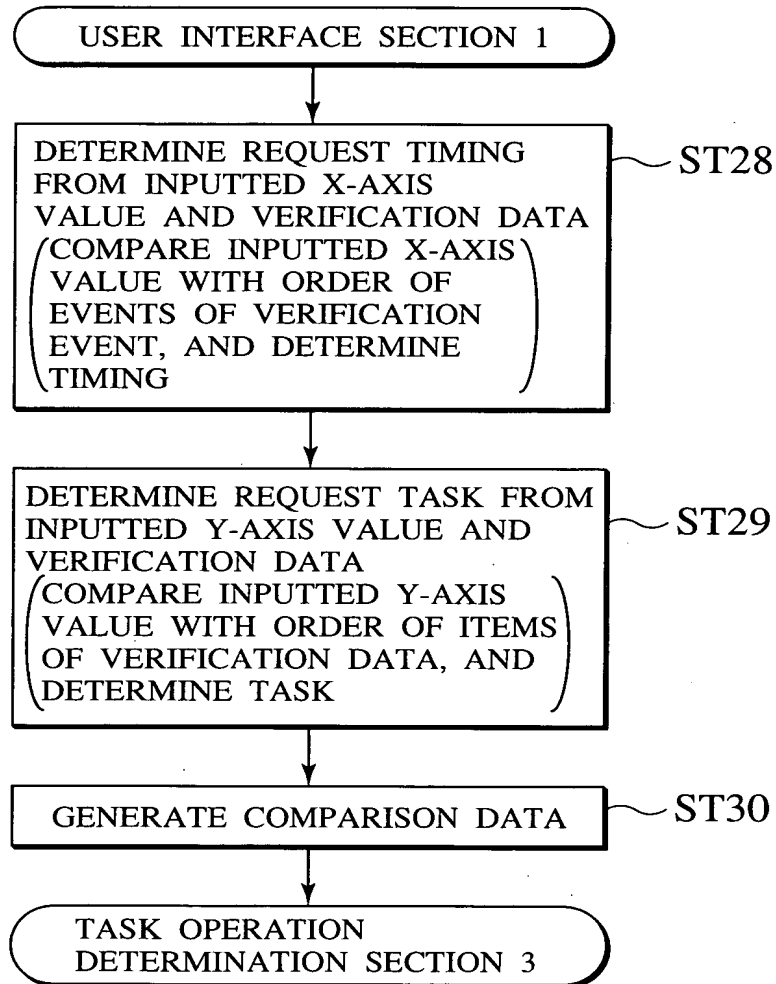 USER INTERFACE SECTION 1
DETERMINE REQUEST TIMING
FROM INPUTTED X-AXIS
VALUE AND VERIFICATION DATA
COMPARE INPUTTED X-AXIS
VALUE WITH ORDER OF
EVENTS OF VERIFICATION
EVENT, AND DETERMINE
TIMING
ST28
DETERMINE REQUEST TASK FROM
INPUTTED Y-AXIS VALUE AND
VERIFICATION DATA
COMPARE INPUTTED Y-AXIS
VALUE WITH ORDER OF ITEMS
OF VERIFICATION DATA, AND
DETERMINE TASK
ST29
GENERATE COMPARISON DATA
ST30
TASK OPERATION
DETERMINATION SECTION 3